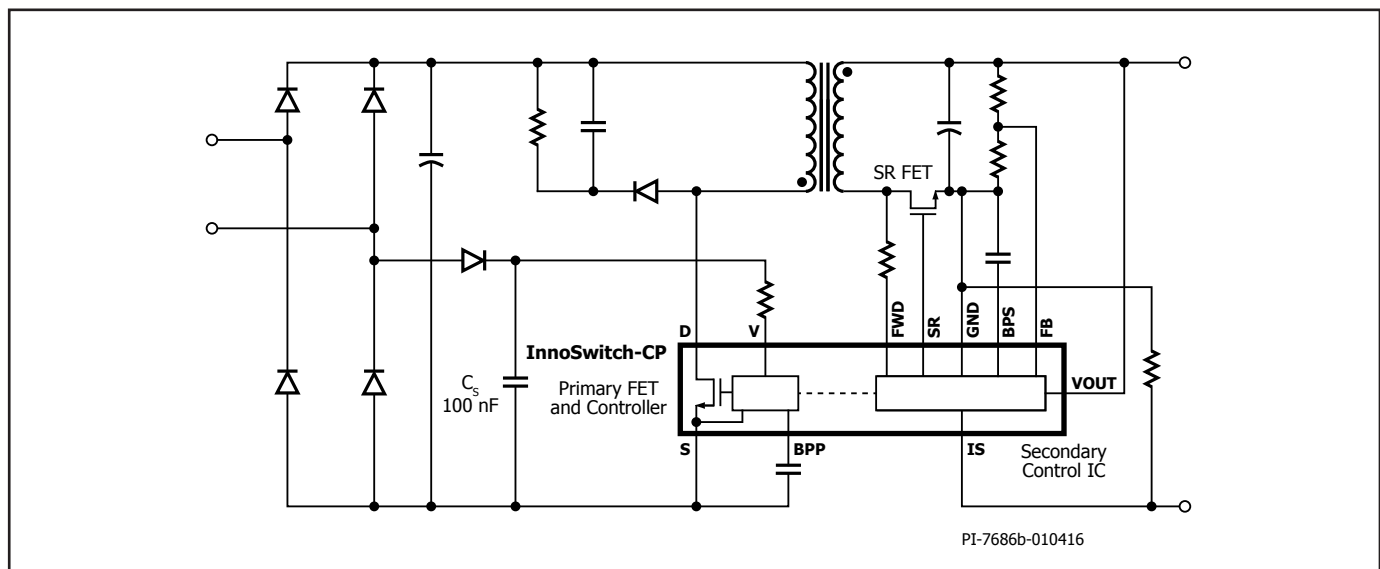 SR FET
FWD
SR
GND
BPS
FB
D
V
InnoSwitch-CP
Primary FET
and Controller
VOUT
CS
100 nF
S
BPP
IS
Secondary
Control IC
PI-7686b-010416